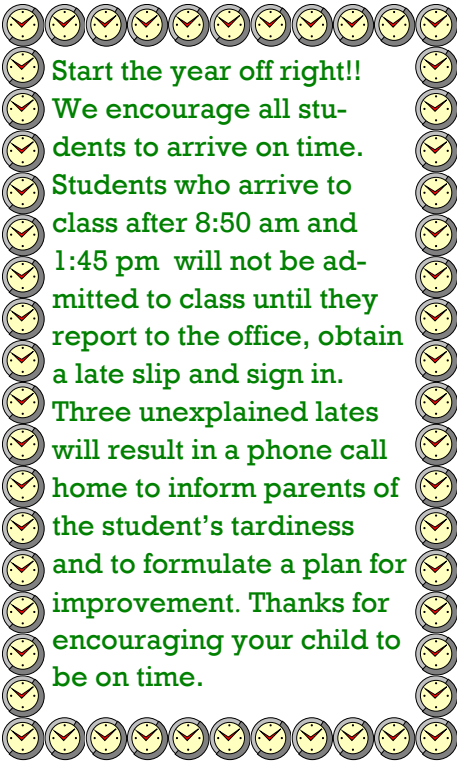 Start the year off right!!
We encourage all stu-
dents to arrive on time.
Students who arrive to
class after 8:50 am and
1:45 pm  will not be ad-
mitted to class until they
report to the office, obtain
a late slip and sign in.
Three unexplained lates
will result in a phone call
home to inform parents of
the student’s tardiness
and to formulate a plan for
improvement. Thanks for
encouraging your child to
be on time.